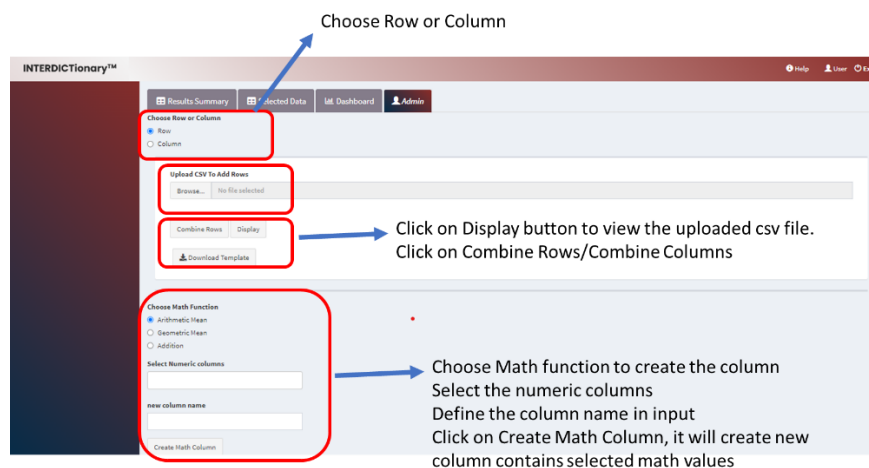 Choose Row or Column
INTERDICTionary™
Help User Ex
Results Summary Selected Data Dashboard Admin
Choose Row or Column
Row
Column
Upload CSV To Add Rows
Browse... No file selected
Combine Rows Display
Click on Display button to view the uploaded csv file.
Click on Combine Rows/Combine Columns
Download Template
Choose Math Function
Arithmetic Mean
Geometric Mean
Addition
Select Numeric columns
new column name
Create Math Column
Choose Math function to create the column
Select the numeric columns
Define the column name in input
Click on Create Math Column, it will create new
column contains selected math values